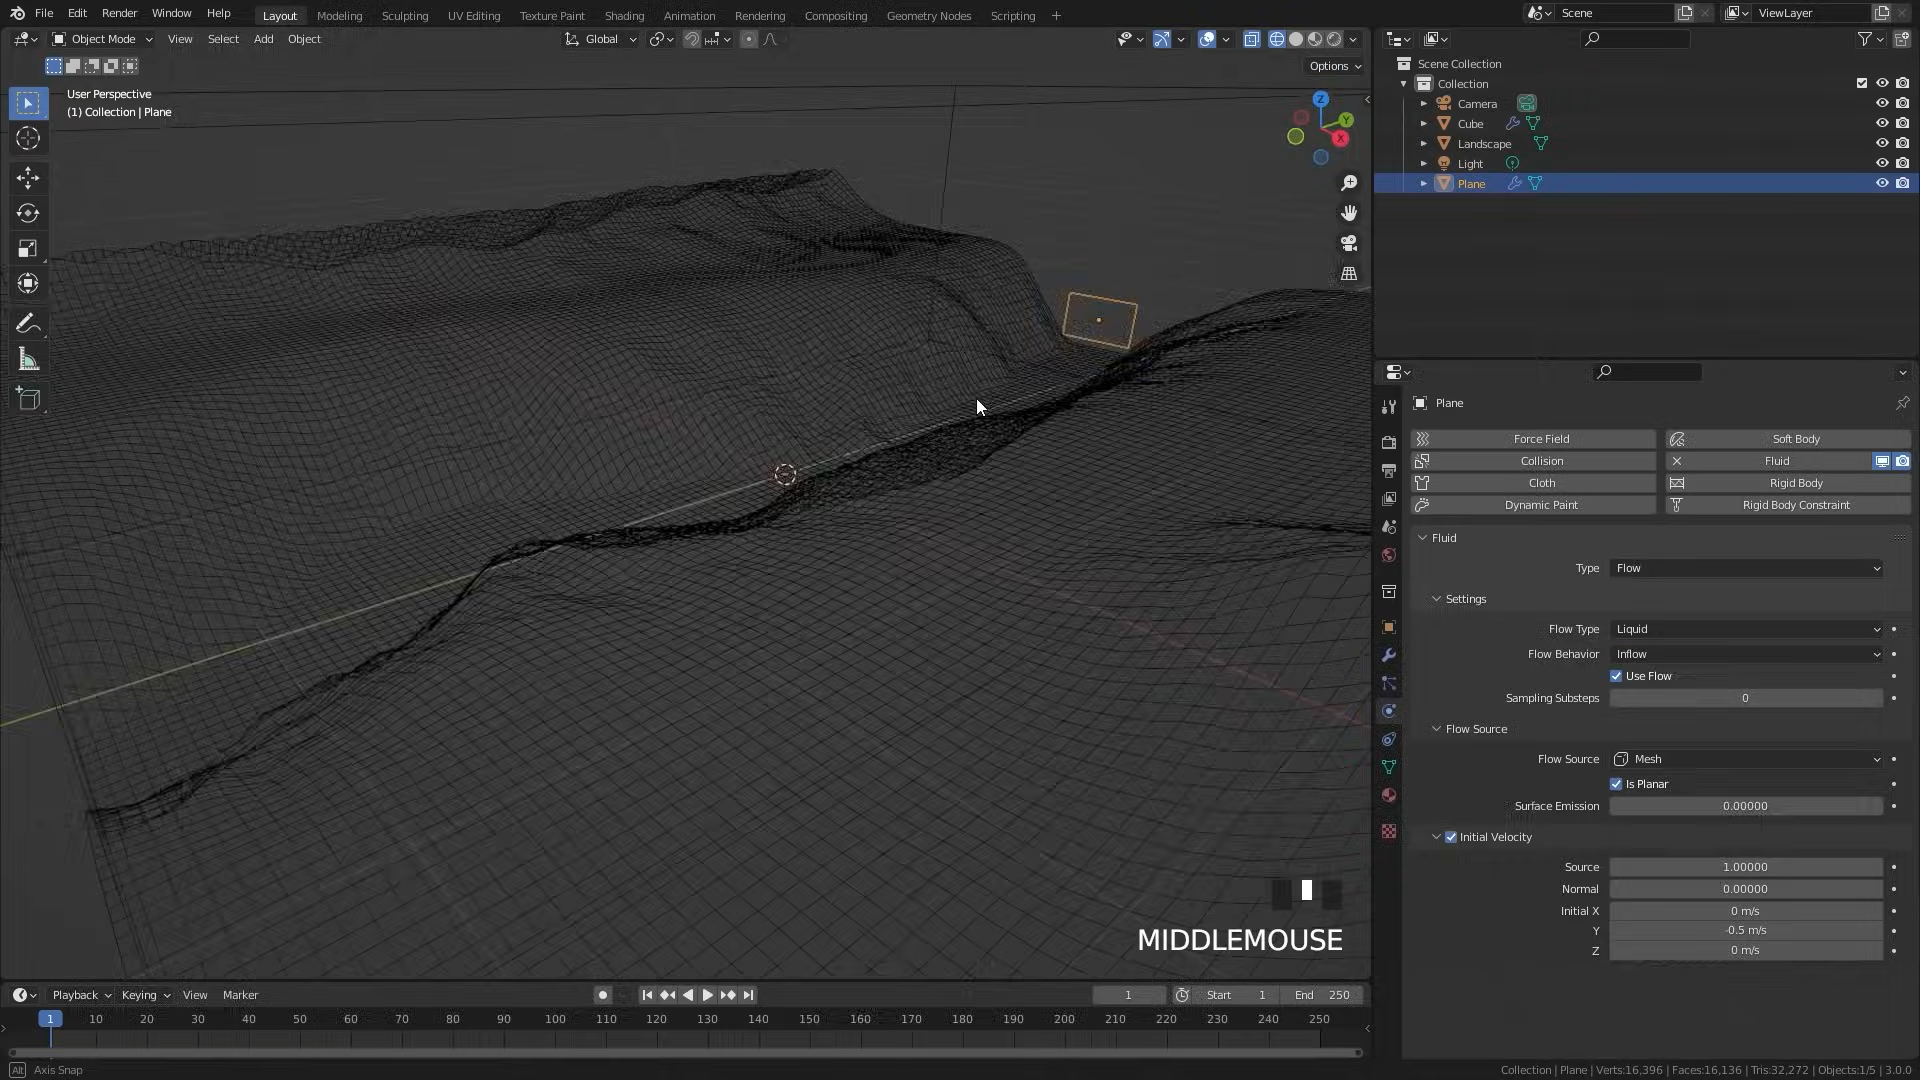 File Edit Render Window Help Layout Modeling Sculpting UV Editing Texture Paint Shading Animation Rendering Compositing Geometry Nodes Scripting + Scene ViewLayer
Object Mode View Select Add Object Global
Options
User Perspective
(1) Collection | Plane
Z
Y
X
Scene Collection
Collection
Camera
Cube
Landscape
Light
Plane
Plane
Force Field Soft Body
Collision Fluid
Cloth Rigid Body
Dynamic Paint Rigid Body Constraint
Fluid
Type Flow
Settings
Flow Type Liquid
Flow Behavior Inflow
Use Flow
Sampling Substeps 0
Flow Source
Flow Source Mesh
Is Planar
Surface Emission 0.00000
Initial Velocity
Source 1.00000
Normal 0.00000
Initial X 0 m/s
Y -0.5 m/s
Z 0 m/s
MIDDLEMOUSE
Playback Keying View Marker 1 Start 1 End 250
1 10 20 30 40 50 60 70 80 90 100 110 120 130 140 150 160 170 180 190 200 210 220 230 240 250
Alt Axis Snap
Collection | Plane | Verts:16,396 | Faces:16,136 | Tris:32,272 | Objects:1/5 | 3.0.0